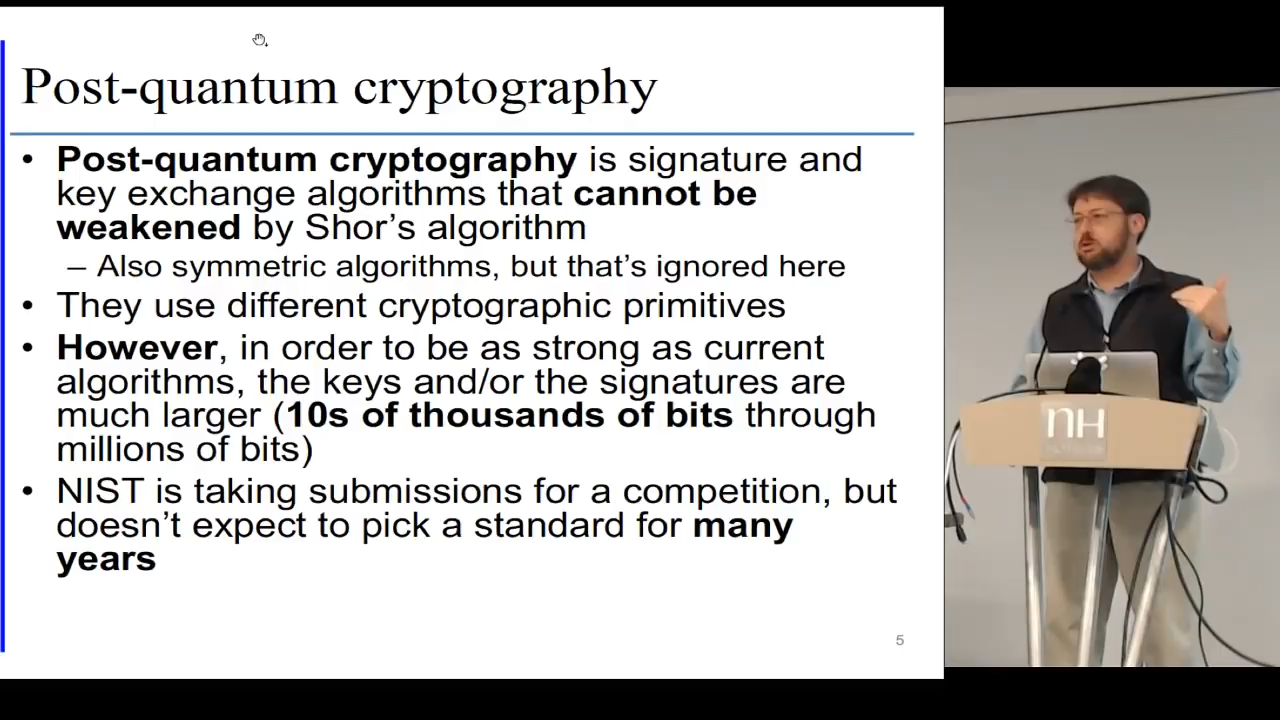 Post-quantum cryptography
• Post-quantum cryptography is signature and
key exchange algorithms that cannot be
weakened by Shor’s algorithm
– Also symmetric algorithms, but that’s ignored here
• They use different cryptographic primitives
• However, in order to be as strong as current
algorithms, the keys and/or the signatures are
much larger (10s of thousands of bits through
millions of bits)
• NIST is taking submissions for a competition, but
doesn’t expect to pick a standard for many
years
5
nH